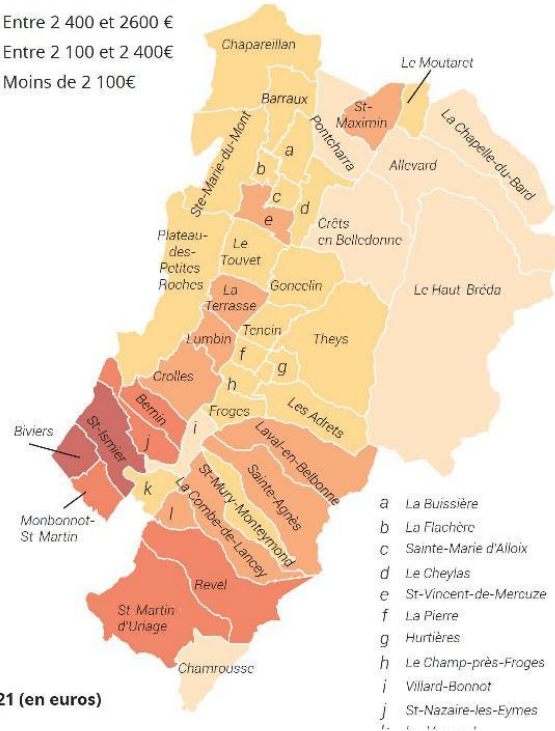 Entre 2 400 et 2600 €
Entre 2 100 et 2 400€
Moins de 2 100€
Chapareillan
Le Moutaret
Barraux
St-
Maximin
Pontcharra
La Chapelle-du-Bard
Ste-Marie-du-Mont
a
b
Allevard
c
d
e
Crêts
en Belledonne
Plateau-
des-
Petites
Roches
Le
Touvet
Goncelin
Le Haut Bréda
La
Terrasse
Tencin
Theys
Lumbin
f
g
Crolles
h
Les Adrets
Froges
Bernin
i
St-Ismier
Biviers
j
Laval-en-Belbonne
Sainte-Agnès
St-Mury-Monteymond
La Combe-de-Lancey
k
l
Monbonnot-
St Martin
Revel
St Martin
d'Uriage
Chamrousse
a La Buissière
b La Flachère
c Sainte-Marie d'Alloix
d Le Cheylas
e St-Vincent-de-Mercuze
f La Pierre
g Hurtières
h Le Champ-près-Froges
i Villard-Bonnot
j St-Nazaire-les-Eymes
21 (en euros)